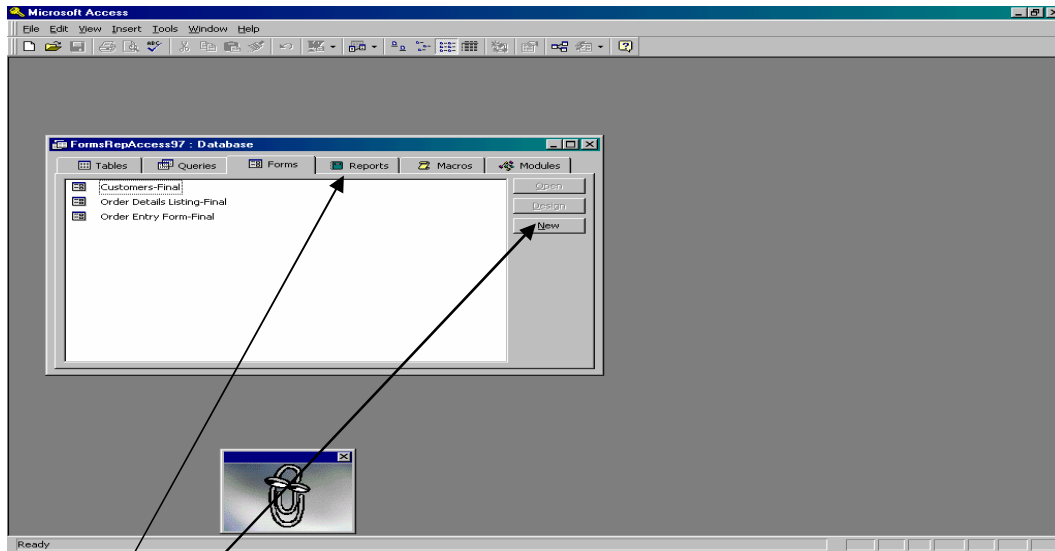 Microsoft Access
File Edit View Insert Tools Window Help
FormsRepAccess97 : Database
Tables Queries Forms Reports Macros Modules
Customers-Final Open
Order Details Listing-Final Design
Order Entry Form-Final New
Ready